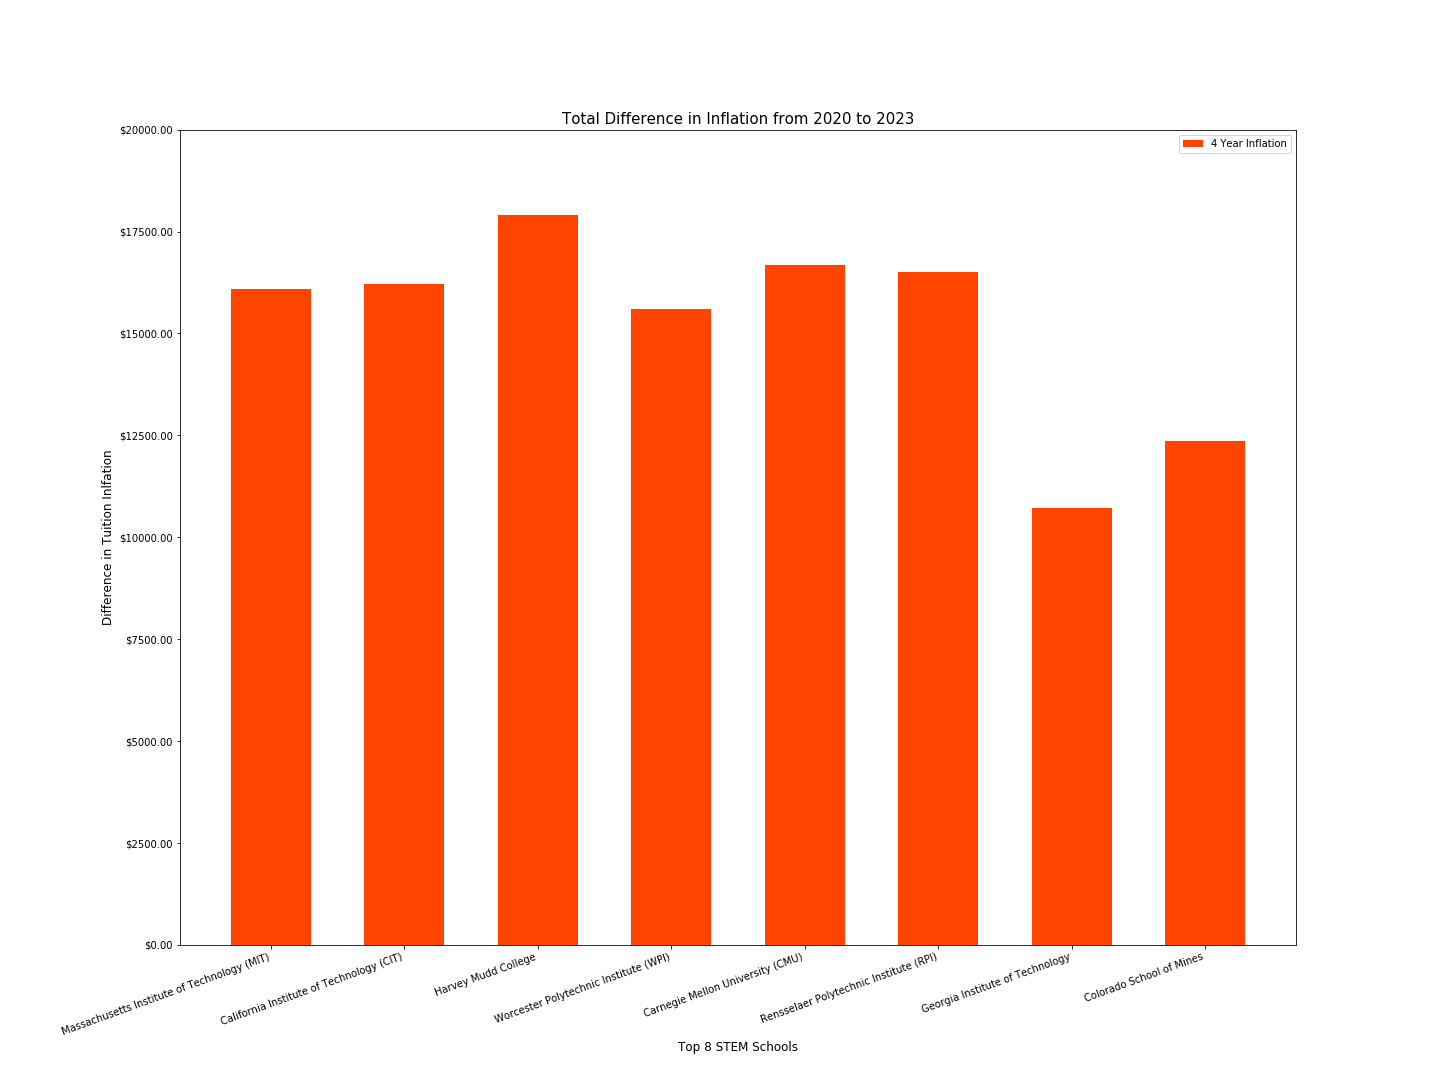 Total Difference in Inflation from 2020 to 2023
4 Year Inflation
$20000.00
$17500.00
$15000.00
$12500.00
$10000.00
$7500.00
$5000.00
$2500.00
$0.00
Difference in Tuition Inlfation
Massachusetts Institute of Technology (MIT)
California Institute of Technology (CIT)
Harvey Mudd College
Worcester Polytechnic Institute (WPI)
Carnegie Mellon University (CMU)
Rensselaer Polytechnic Institute (RPI)
Georgia Institute of Technology
Colorado School of Mines
Top 8 STEM Schools